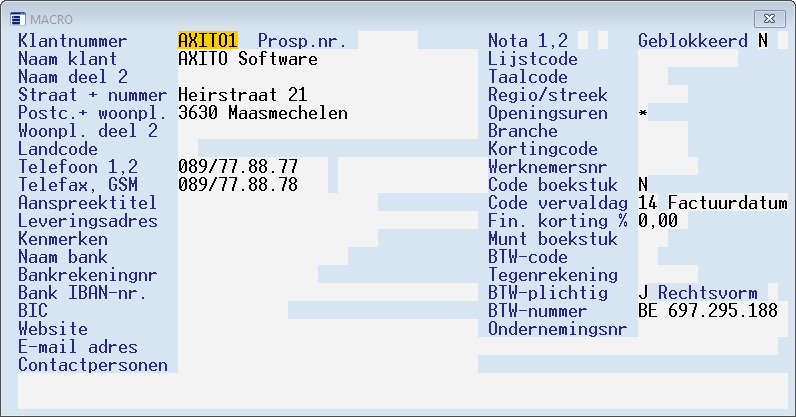 MACRO
Klantnummer AXITO1 Prosp.nr. Nota 1,2 Geblokkeerd N
Naam klant AXITO Software Lijstcode
Naam deel 2 Taalcode
Straat + nummer Heirstraat 21 Regio/streek
Postc.+ woonpl. 3630 Maasmechelen Openingsuren *
Woonpl. deel 2 Branche
Landcode Kortingcode
Telefoon 1,2 089/77.88.77 Werknemersnr
Telefax, GSM 089/77.88.78 Code boekstuk N
Aanspreektitel Code vervaldag 14 Factuurdatum
Leveringsadres Fin. korting % 0,00
Kenmerken Munt boekstuk
Naam bank BTW-code
Bankrekeningnr Tegenrekening
Bank IBAN-nr. BTW-plichtig J Rechtsvorm
BIC BTW-nummer BE 697.295.188
Website Ondernemingsnr
E-mail adres
Contactpersonen